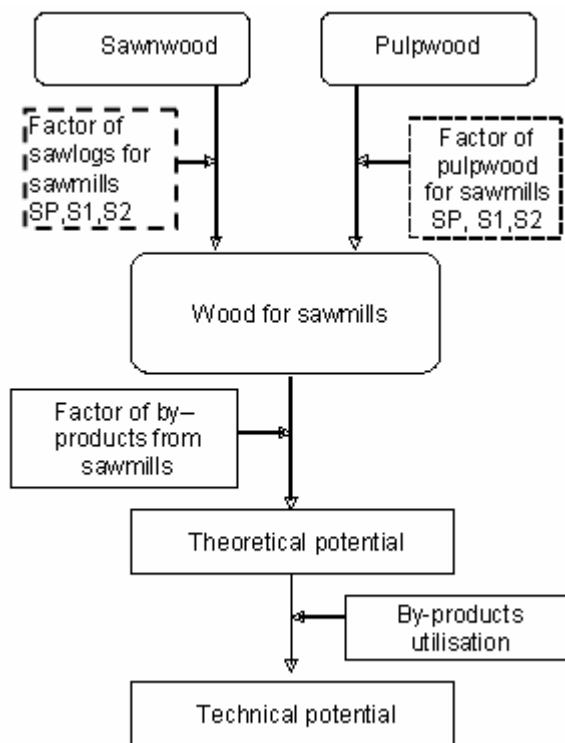 Sawnwood
Pulpwood
Factor of
sawlogs for
sawmills
SP,S1,S2
Factor of
pulpwood
for sawmills
SP, S1,S2
Wood for sawmills
Factor of by–
products from
sawmills
Theoretical potential
By-products
utilisation
Technical potential